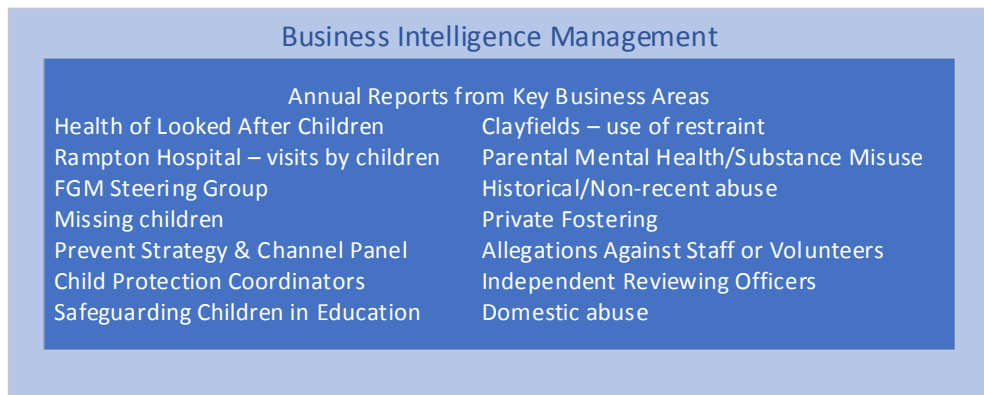 Business Intelligence Management
Annual Reports from Key Business Areas
Health of Looked After Children
Rampton Hospital – visits by children
FGM Steering Group
Missing children
Prevent Strategy & Channel Panel
Child Protection Coordinators
Safeguarding Children in Education
Clayfields – use of restraint
Parental Mental Health/Substance Misuse
Historical/Non-recent abuse
Private Fostering
Allegations Against Staff or Volunteers
Independent Reviewing Officers
Domestic abuse